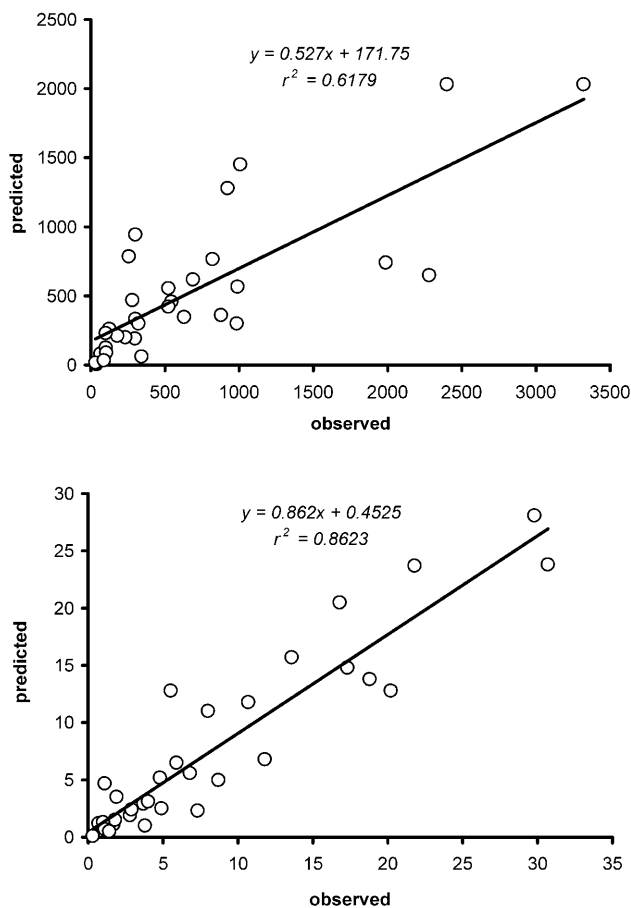 2500
y = 0.527x + 171.75
r² = 0.6179
2000
1500
1000
500
0
predicted
0 500 1000 1500 2000 2500 3000 3500
observed
30
y = 0.862x + 0.4525
r² = 0.8623
25
20
15
10
5
0
predicted
0 5 10 15 20 25 30 35
observed